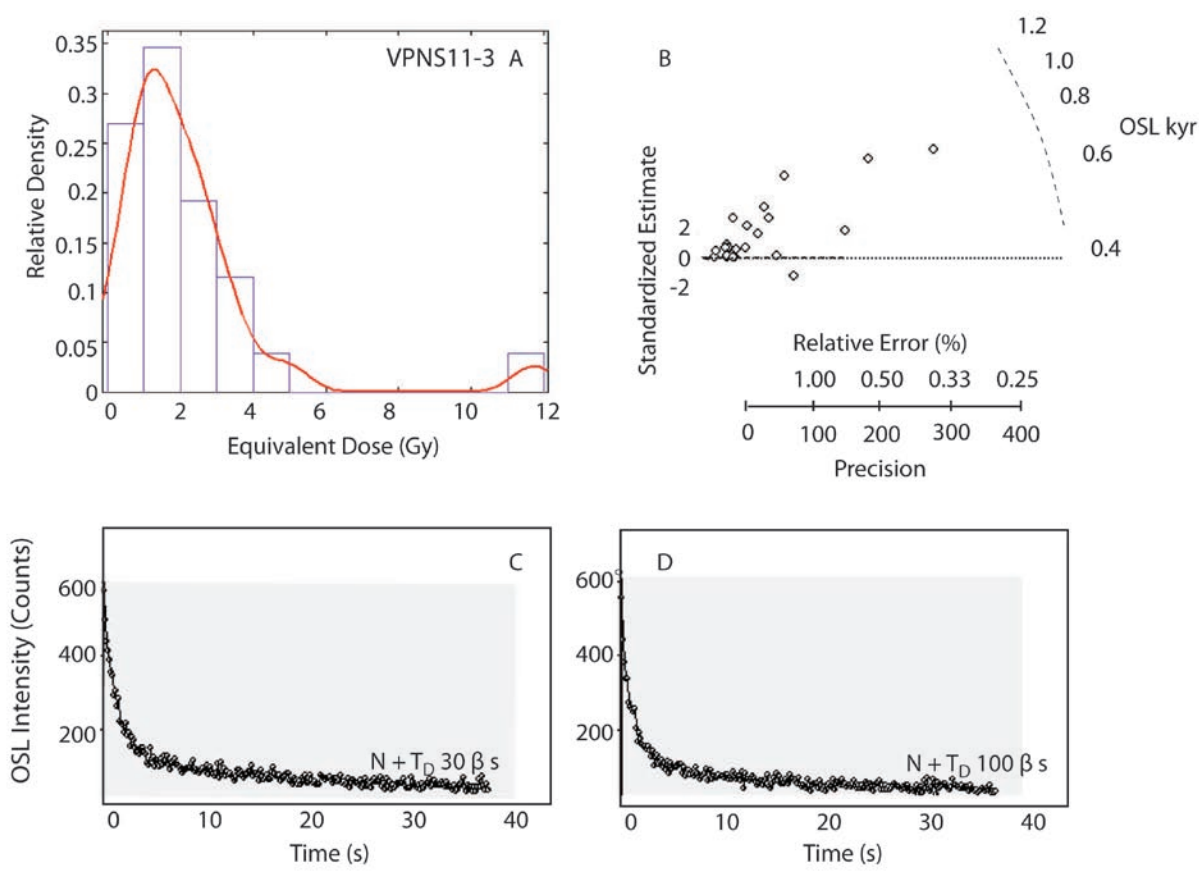 VPNS11-3 A
0.35
0.3
0.25
0.2
0.15
0.1
0.05
0
Relative Density
0 2 4 6 8 10 12
Equivalent Dose (Gy)
B
1.2
1.0
0.8
0.6
0.4
OSL kyr
Standardized Estimate
2
0
-2
Relative Error (%)
1.00 0.50 0.33 0.25
0 100 200 300 400
Precision
C
OSL Intensity (Counts)
600
400
200
N + TD 30 β s
0 10 20 30 40
Time (s)
D
600
400
200
N + TD 100 β s
0 10 20 30 40
Time (s)